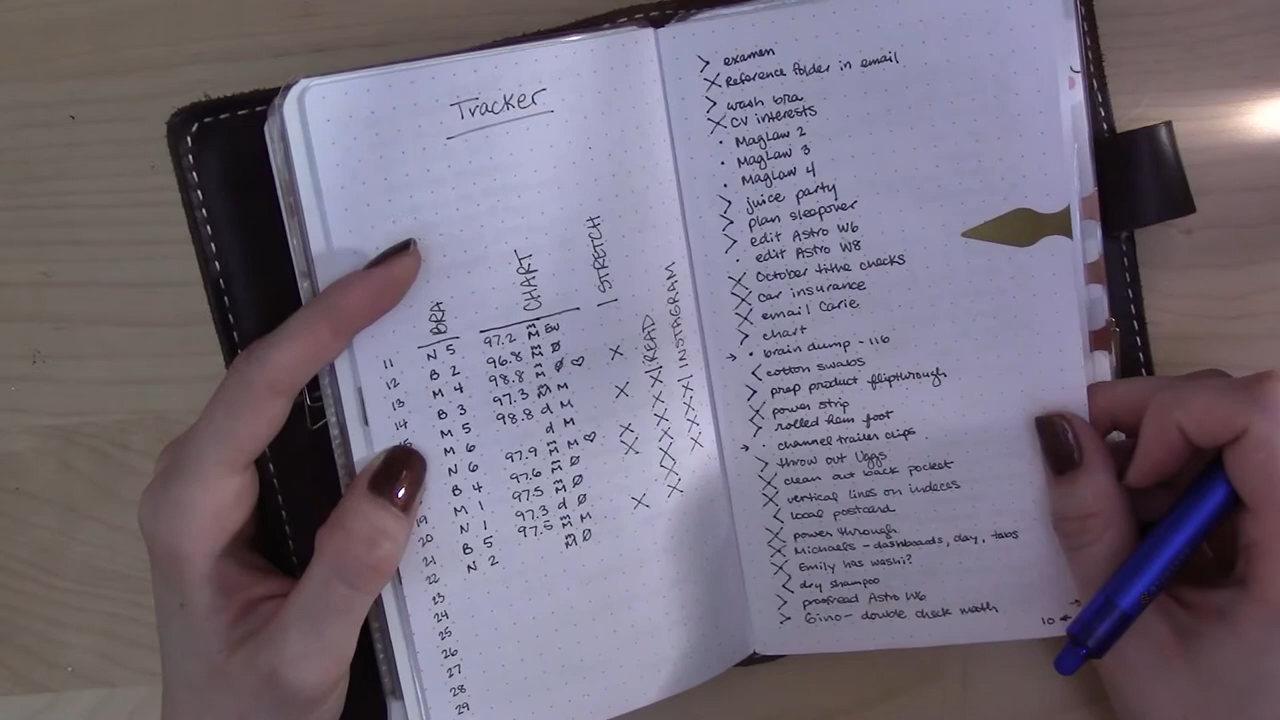 Tracker
BRA
CHART
STRETCH
READ
INSTAGRAM
11 N 5 97.2 m M EW
12 B 2 96.8 m M Ø X
13 M 4 98.8 m M Ø ♡
14 B 3 97.3 m M M X X X
M 5 98.8 d M X X
M 6 d M X X X
N 6 97.9 m M M ♡ X X X
B 4 97.6 m M Ø X X
19 M 1 97.5 m M Ø X
20 N 1 97.3 d Ø X X
21 B 5 97.5 m M M
22 N 2 m M Ø
23
24
25
26
27
28
29
> examen
X Reference folder in email
> wash bra
X CV interests
· MagLaw 2
· MagLaw 3
· MagLaw 4
> juice party
> plan sleepover
> edit Astro W6
· edit Astro W8
X October tithe checks
X car insurance
X email Carie
> chart
→ · brain dump - 116
< cotton swabs
> prep product flipthrough
X power strip
> rolled hem foot
→ · channel trailer clips
> throw out Uggs
X clean out back pocket
X vertical lines on indeces
< local postcard
X power through
X Michaels - dashboards, day, tabs
X Emily has washi?
< dry shampoo
> proofread Astro W6
> Gino - double check math
10